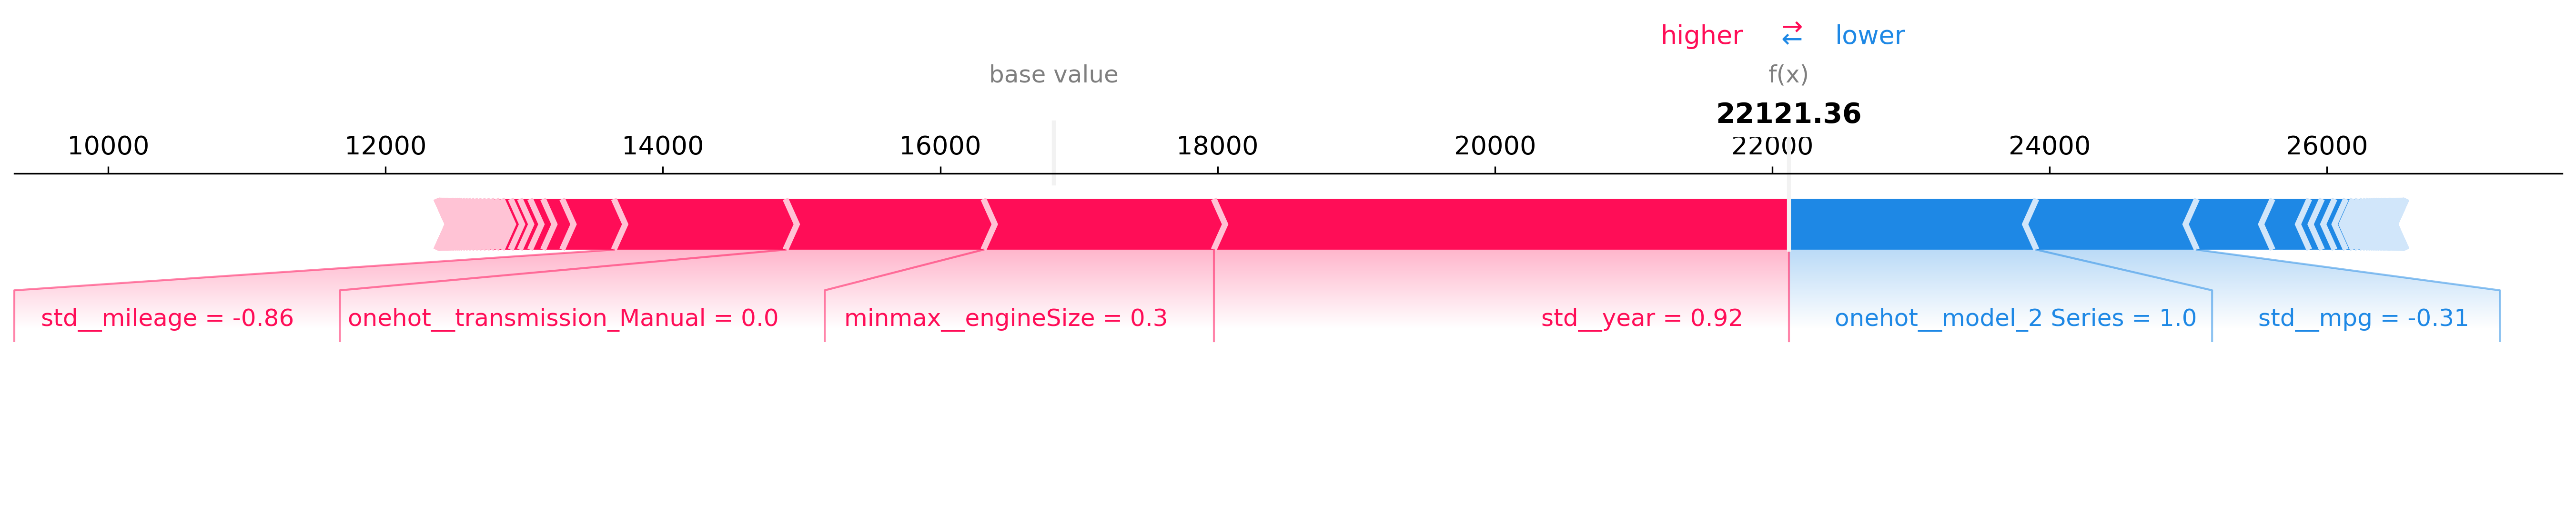 higher ⇄ lower
base value f(x)
22121.36
10000 12000 14000 16000 18000 20000 22000 24000 26000
std__mileage = -0.86 onehot__transmission_Manual = 0.0 minmax__engineSize = 0.3 std__year = 0.92 onehot__model_2 Series = 1.0 std__mpg = -0.31